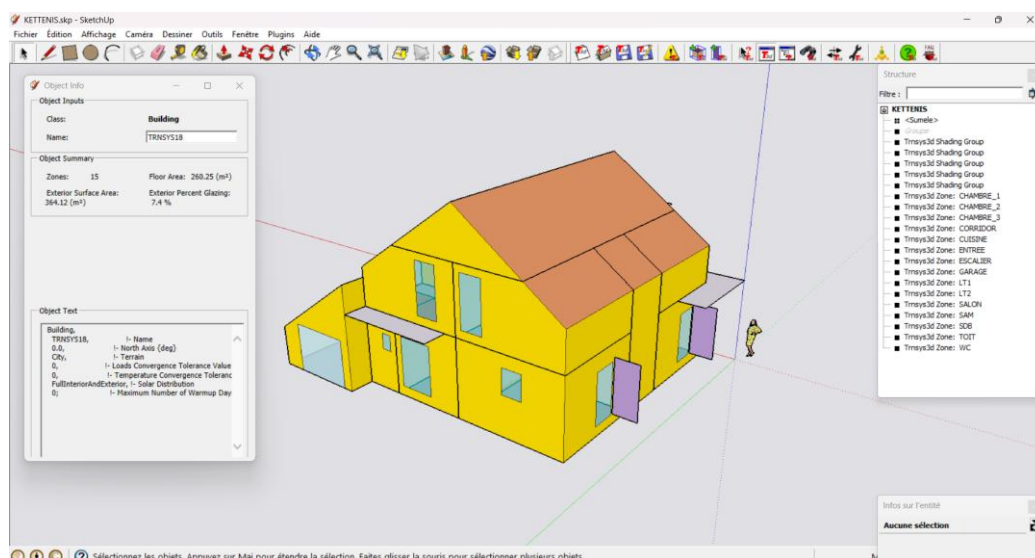 KETTENIS.skp - SketchUp
Fichier Édition Affichage Caméra Dessiner Outils Fenêtre Plugins Aide
Object Info
Object Inputs
Class: Building
Name: TRNSYS18
Object Summary
Zones: 15 Floor Area: 260.25 (m²)
Exterior Surface Area: Exterior Percent Glazing:
364.12 (m²) 7.4 %
Object Text
Building,
TRNSYS18, !- Name
0.0, !- North Axis (deg)
City, !- Terrain
0, !- Loads Convergence Tolerance Value
0, !- Temperature Convergence Toleranc
FullInteriorAndExterior, !- Solar Distribution
0; !- Maximum Number of Warmup Day
Structure
Filtre :
KETTENIS
<Sumele>
Groupe
Trnsys3d Shading Group
Trnsys3d Shading Group
Trnsys3d Shading Group
Trnsys3d Shading Group
Trnsys3d Shading Group
Trnsys3d Zone: CHAMBRE_1
Trnsys3d Zone: CHAMBRE_2
Trnsys3d Zone: CHAMBRE_3
Trnsys3d Zone: CORRIDOR
Trnsys3d Zone: CUISINE
Trnsys3d Zone: ENTREE
Trnsys3d Zone: ESCALIER
Trnsys3d Zone: GARAGE
Trnsys3d Zone: LT1
Trnsys3d Zone: LT2
Trnsys3d Zone: SALON
Trnsys3d Zone: SAM
Trnsys3d Zone: SDB
Trnsys3d Zone: TOIT
Trnsys3d Zone: WC
Infos sur l'entité
Aucune sélection
Sélectionnez les objets. Appuyez sur Maj pour étendre la sélection. Faites glisser la souris pour sélectionner plusieurs objets.